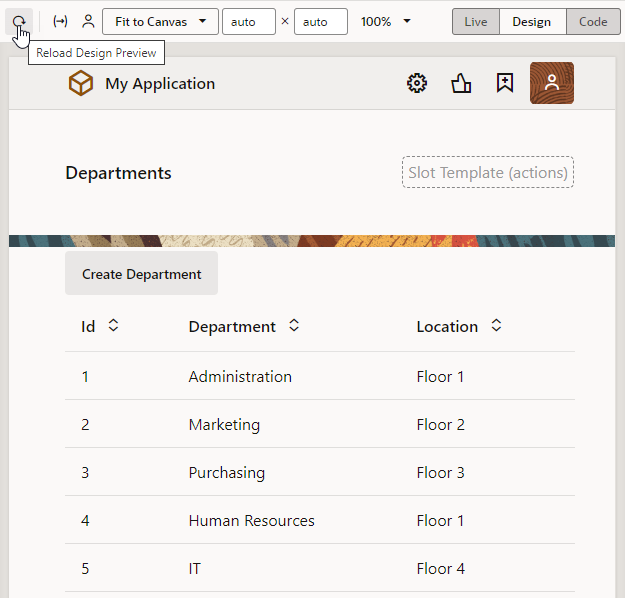 Fit to Canvas auto × auto 100% Live Design Code
Reload Design Preview
My Application
Departments Slot Template (actions)
Create Department
Id Department Location
1 Administration Floor 1
2 Marketing Floor 2
3 Purchasing Floor 3
4 Human Resources Floor 1
5 IT Floor 4